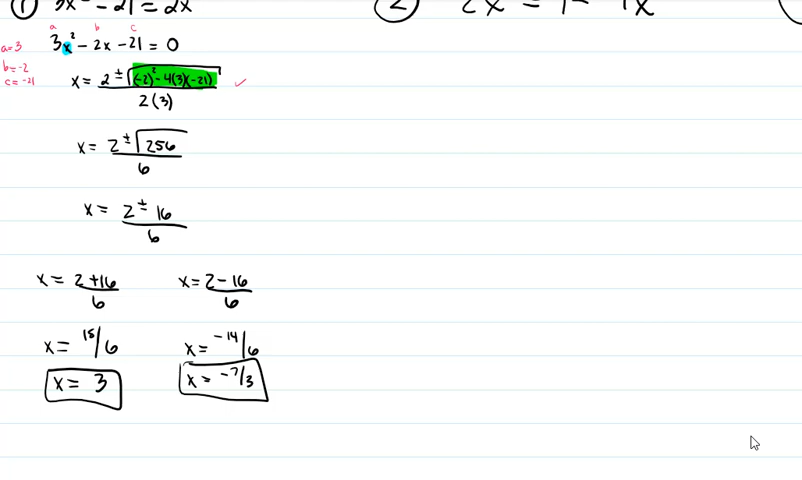 ① 3x² − 21 = 2x
②
a b c
3x² − 2x − 21 = 0
a = 3
b = −2
c = −21
x = 2 ± √(-2)² − 4(3)(−21) ✓
2(3)
x = 2 ± √256
6
x = 2 ± 16
6
x = 2 + 16
6
x = 2 − 16
6
x = 18/6
x = −14/6
x = 3
x = −7/3